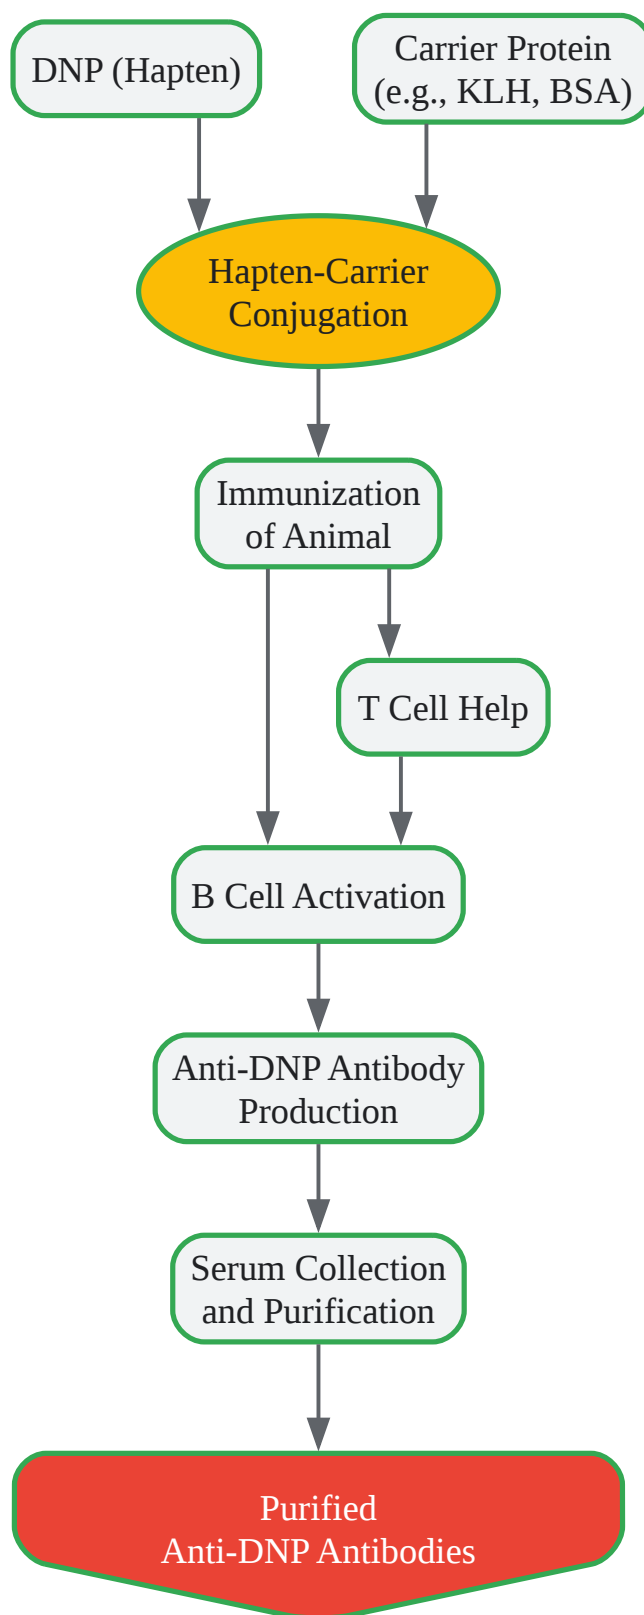 DNP (Hapten)
Carrier Protein
(e.g., KLH, BSA)
Hapten-Carrier
Conjugation
Immunization
of Animal
T Cell Help
B Cell Activation
Anti-DNP Antibody
Production
Serum Collection
and Purification
Purified
Anti-DNP Antibodies